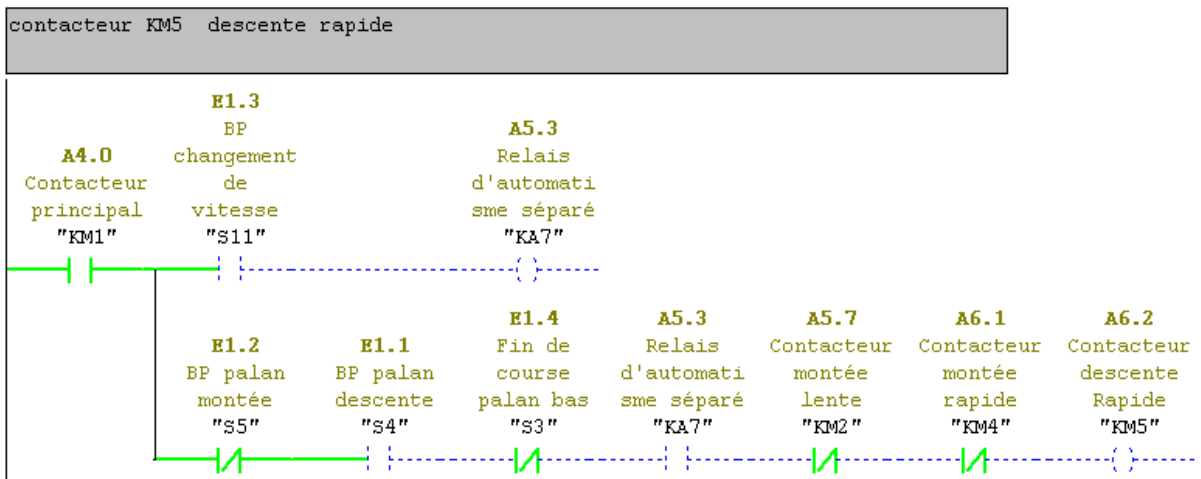 contacteur KM5  descente rapide
E1.3
BP
changement
de
vitesse
"S11"
A5.3
Relais
d'automati
sme séparé
"KA7"
A4.0
Contacteur
principal
"KM1"
E1.2
BP palan
montée
"S5"
E1.1
BP palan
descente
"S4"
E1.4
Fin de
course
palan bas
"S3"
A5.3
Relais
d'automati
sme séparé
"KA7"
A5.7
Contacteur
montée
lente
"KM2"
A6.1
Contacteur
montée
rapide
"KM4"
A6.2
Contacteur
descente
Rapide
"KM5"